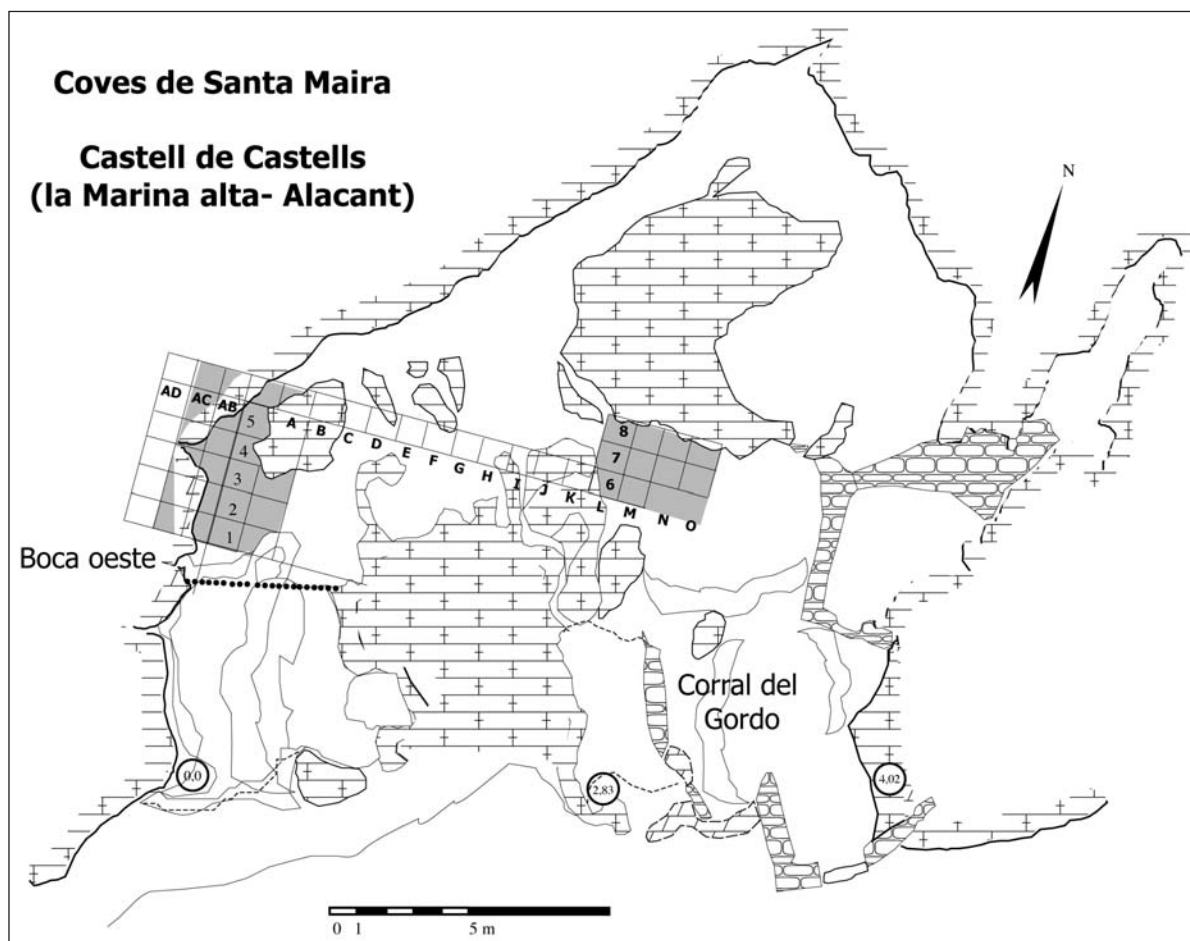 Coves de Santa Maira
Castell de Castells
(la Marina alta- Alacant)
N
AD AC AB
5 A B C D E F G H I J K L M N O
4
3
2
1
8
7
6
Boca oeste
Corral del
Gordo
0,0
2,83
4,02
0 1 5 m